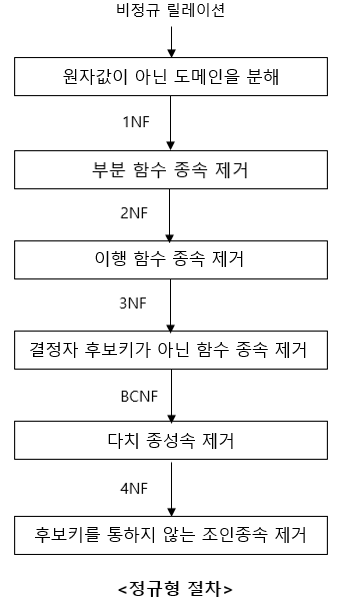 비정규 릴레이션
원자값이 아닌 도메인을 분해
1NF
부분 함수 종속 제거
2NF
이행 함수 종속 제거
3NF
결정자 후보키가 아닌 함수 종속 제거
BCNF
다치 종성속 제거
4NF
후보키를 통하지 않는 조인종속 제거
<정규형 절차>